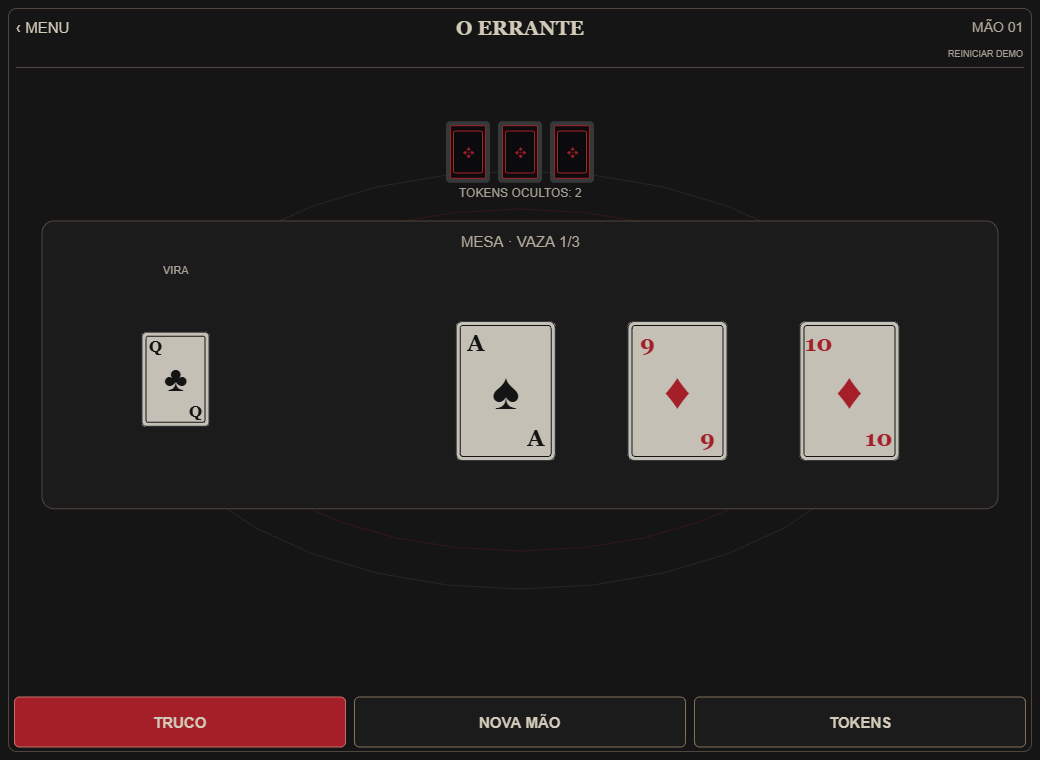 ‹ MENU
O ERRANTE
MÃO 01
REINICIAR DEMO
TOKENS OCULTOS: 2
MESA · VAZA 1/3
VIRA
Q
Q
A
A
9
9
10
10
TRUCO
NOVA MÃO
TOKENS